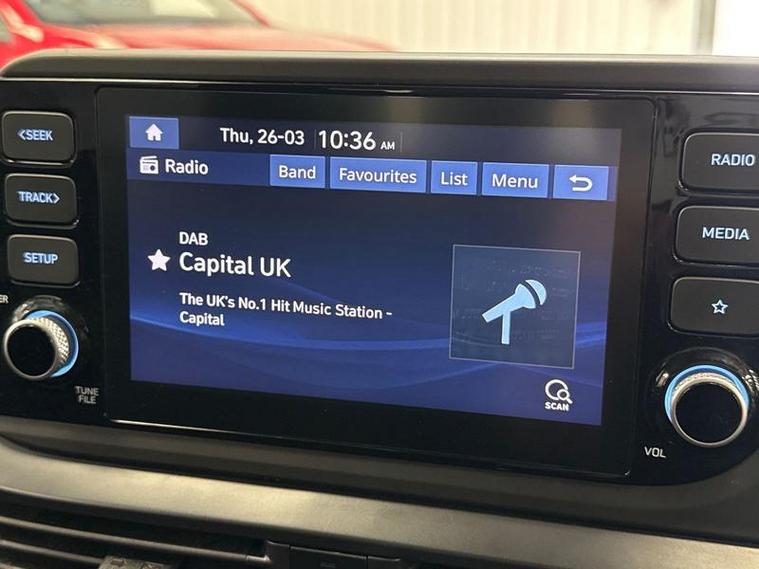 <SEEK
TRACK>
SETUP
ER
TUNE
FILE
Thu, 26-03 10:36 AM
Radio Band Favourites List Menu
DAB
Capital UK
The UK's No.1 Hit Music Station -
Capital
SCAN
RADIO
MEDIA
VOL